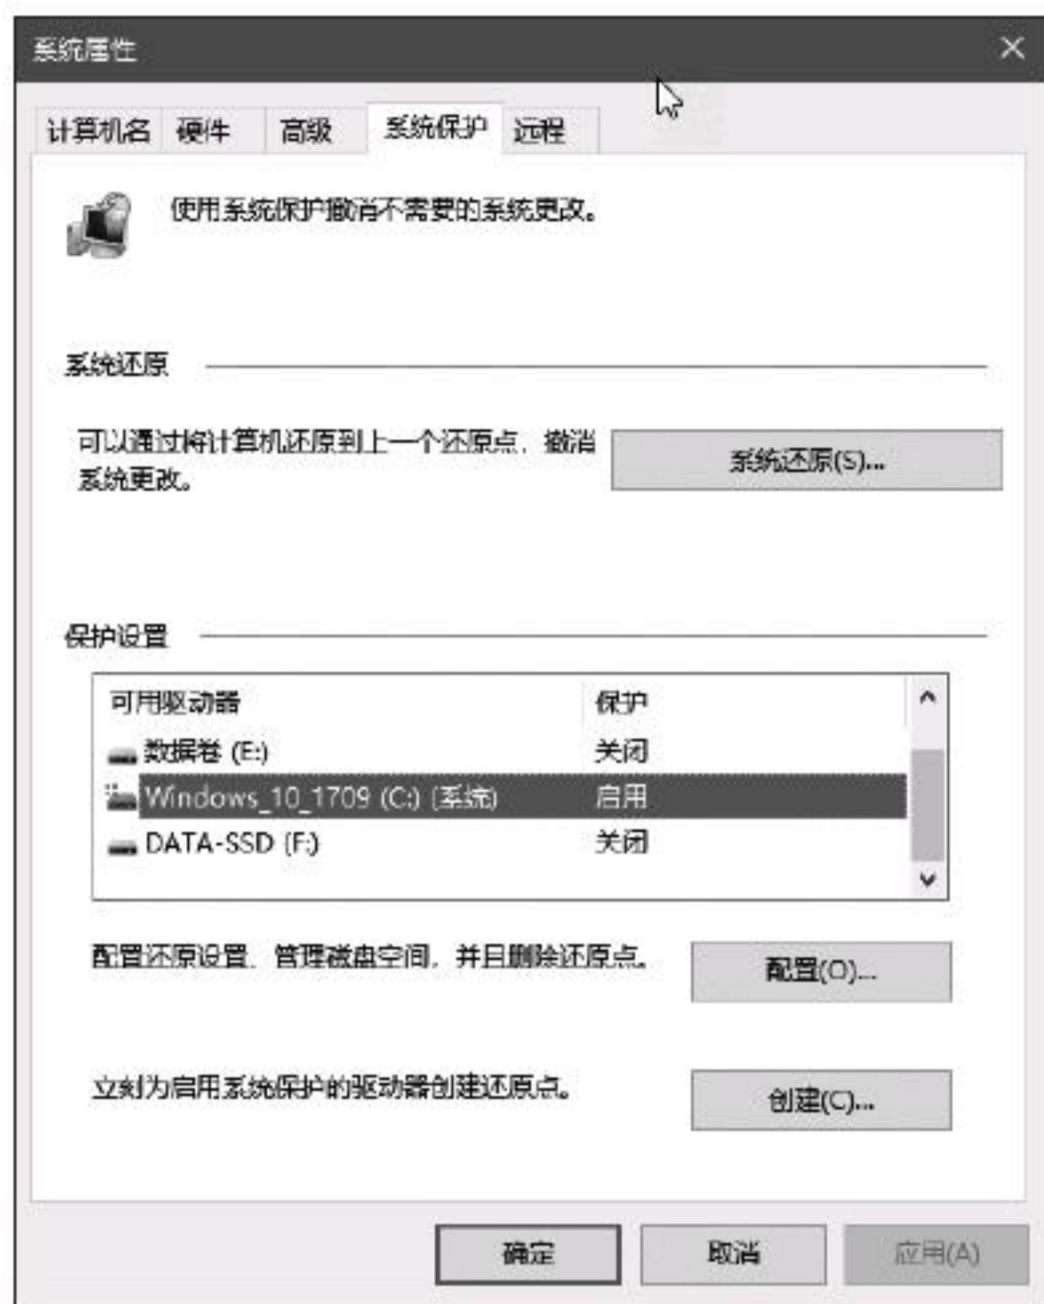 系统属性
计算机名 硬件 高级 系统保护 远程
使用系统保护撤消不需要的系统更改。
系统还原
可以通过将计算机还原到上一个还原点，撤消
系统更改。
系统还原(S)...
保护设置
可用驱动器 保护
数据卷 (E:) 关闭
Windows_10_1709 (C:) (系统) 启用
DATA-SSD (F:) 关闭
配置还原设置、管理磁盘空间，并且删除还原点。
配置(O)...
立刻为启用系统保护的驱动器创建还原点。
创建(C)...
确定 取消 应用(A)